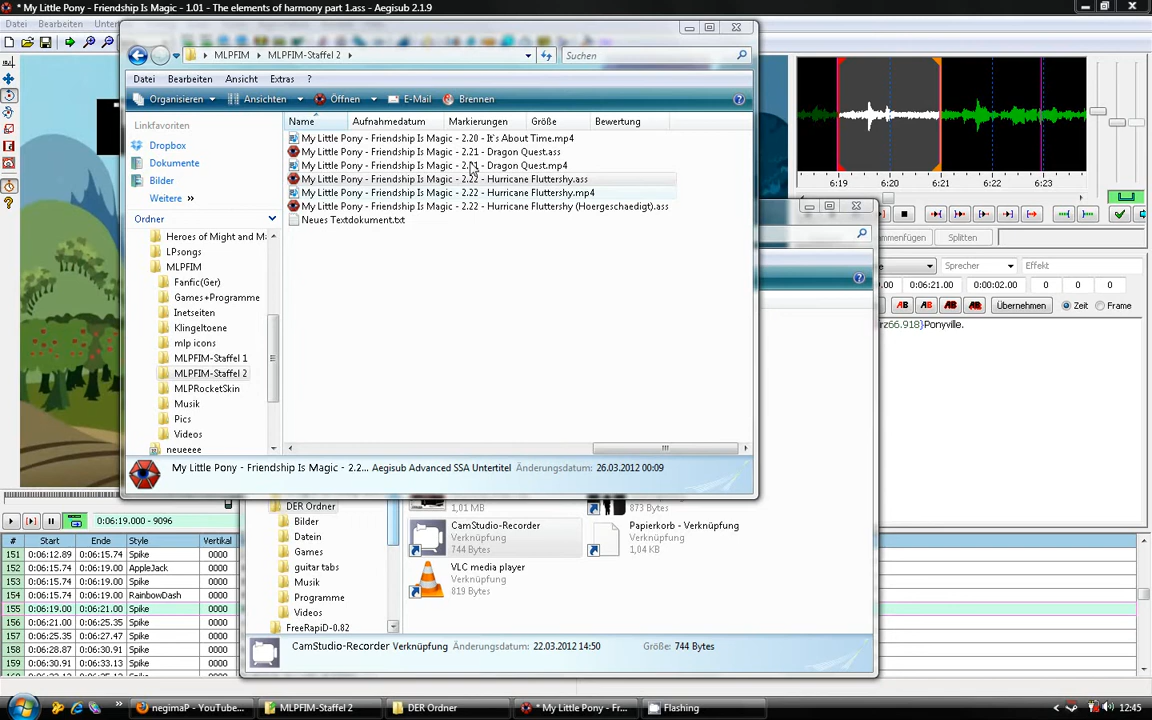 * My Little Pony - Friendship Is Magic - 1.01 - The elements of harmony part 1.ass - Aegisub 2.1.9
Datei Bearbeiten
MLPFIM MLPFIM-Staffel 2
Suchen
Datei Bearbeiten Ansicht Extras ?
Organisieren Ansichten Öffnen E-Mail Brennen
Linkfavoriten
Dropbox
Dokumente
Bilder
Weitere »
Ordner
Heroes of Might and Ma
LPsongs
MLPFIM
Fanfic(Ger)
Games+Programme
Inetseiten
Klingeltoene
mlp icons
MLPFIM-Staffel 1
MLPFIM-Staffel 2
MLPRocketSkin
Musik
Pics
Videos
neueee
Name Aufnahmedatum Markierungen Größe Bewertung
My Little Pony - Friendship Is Magic - 2.20 - It`s About Time.mp4
My Little Pony - Friendship Is Magic - 2.21 - Dragon Quest.ass
My Little Pony - Friendship Is Magic - 2.21 - Dragon Quest.mp4
My Little Pony - Friendship Is Magic - 2.22 - Hurricane Fluttershy.ass
My Little Pony - Friendship Is Magic - 2.22 - Hurricane Fluttershy.mp4
My Little Pony - Friendship Is Magic - 2.22 - Hurricane Fluttershy (Hoergeschaedigt).ass
Neues Textdokument.txt
My Little Pony - Friendship Is Magic - 2.2... Aegisub Advanced SSA Untertitel Änderungsdatum: 26.03.2012 00:09
6:19 6:20 6:21 6:22 6:23
Splitten
Sprecher Effekt
0:06:21.00 0:00:02.00 0 0 0
AB AB AB AB Übernehmen Zeit Frame
66.918}Ponyville.
0:06:19.000 - 9096
# Start Ende Style Vertikal
151 0:06:12.89 0:06:15.74 Spike 0000
152 0:06:15.74 0:06:19.00 AppleJack 0000
154 0:06:15.74 0:06:19.00 RainbowDash 0000
155 0:06:19.00 0:06:21.00 Spike 0000
156 0:06:21.00 0:06:25.35 Spike 0000
157 0:06:25.35 0:06:27.47 Spike 0000
158 0:06:28.87 0:06:30.91 Spike 0000
159 0:06:30.91 0:06:33.13 Spike 0000
DER Ordner
Bilder
Datein
Games
guitar tabs
Musik
Programme
Videos
FreeRapiD-0.82
1,01 MB
873 Bytes
CamStudio-Recorder
Verknüpfung
744 Bytes
Papierkorb - Verknüpfung
Verknüpfung
1,04 KB
VLC media player
Verknüpfung
819 Bytes
CamStudio-Recorder Verknüpfung Änderungsdatum: 22.03.2012 14:50 Größe: 744 Bytes
negimaP - YouTube...
MLPFIM-Staffel 2
DER Ordner
* My Little Pony - Fr...
Flashing
12:45